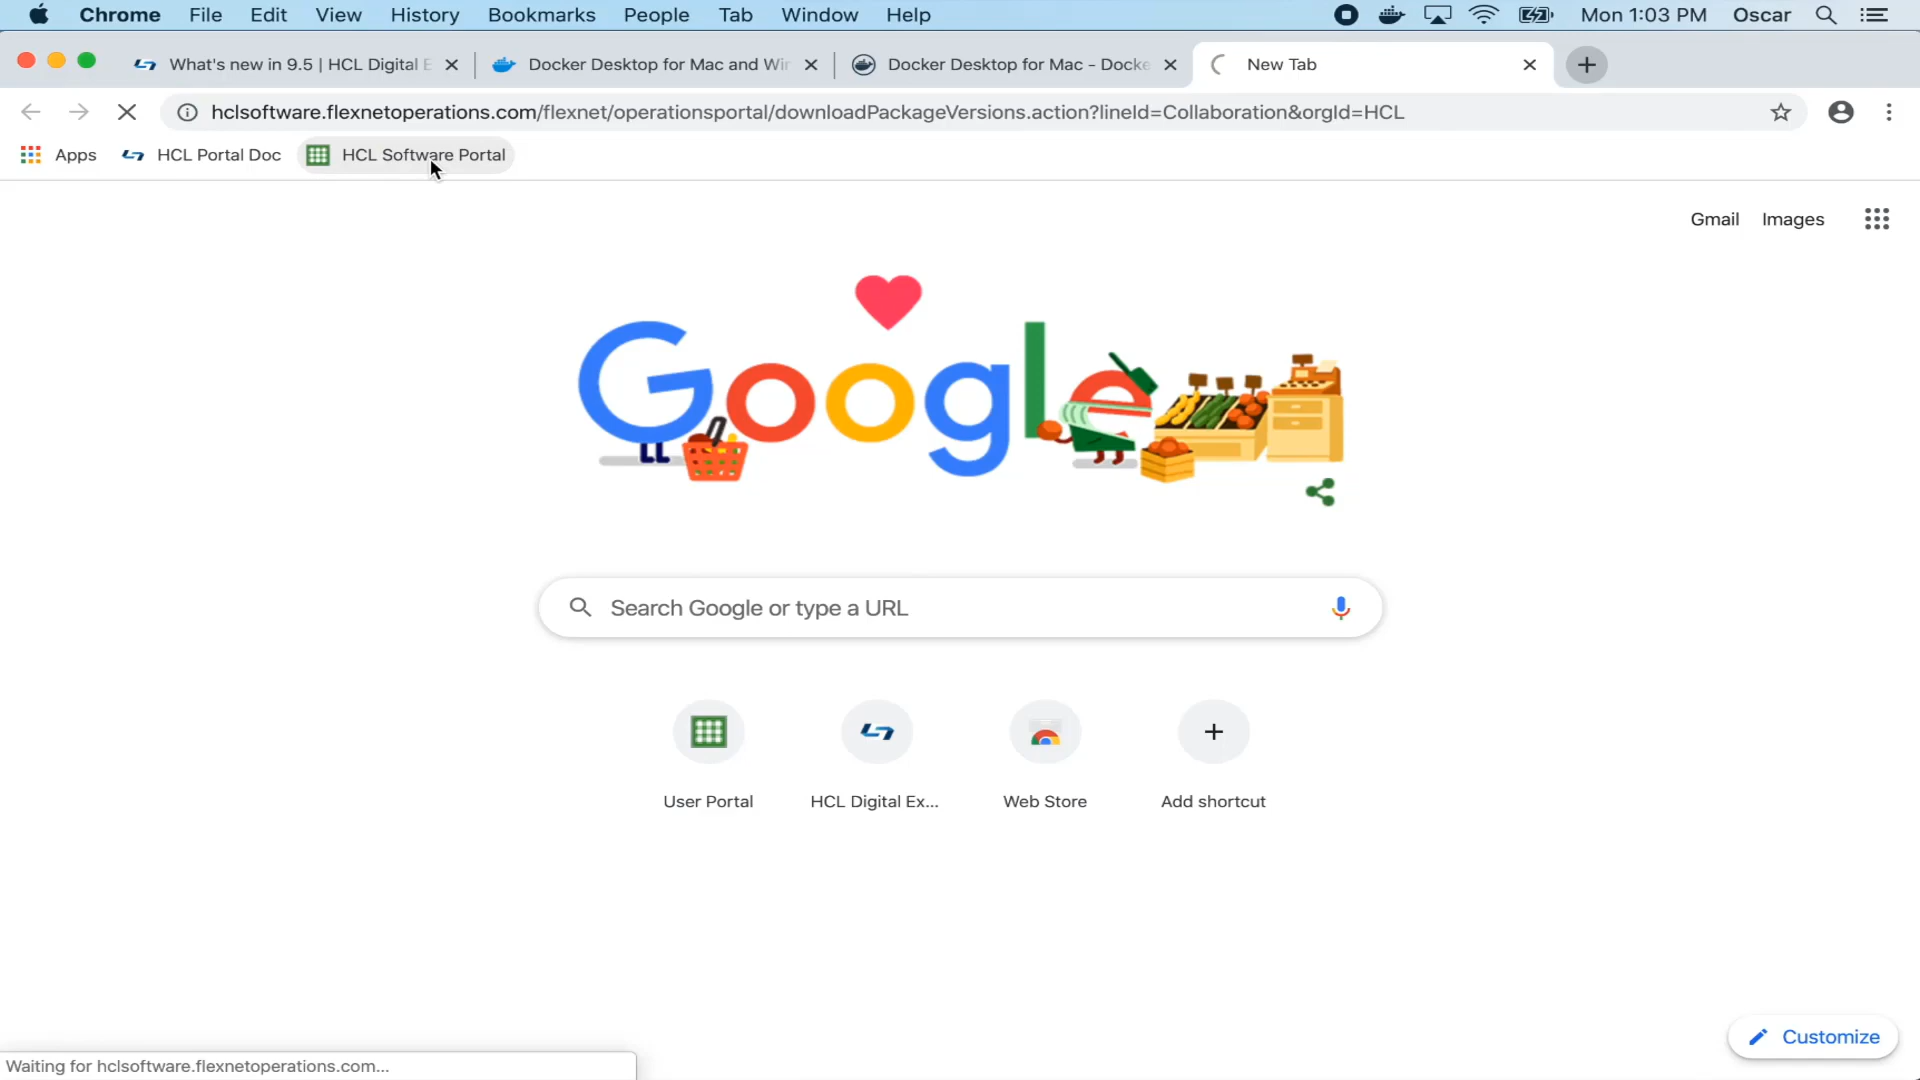 Chrome File Edit View History Bookmarks People Tab Window Help Mon 1:03 PM Oscar
What's new in 9.5 | HCL Digital E Docker Desktop for Mac and Win Docker Desktop for Mac - Docke New Tab
hclsoftware.flexnetoperations.com/flexnet/operationsportal/downloadPackageVersions.action?lineId=Collaboration&orgId=HCL
Apps HCL Portal Doc HCL Software Portal
Gmail Images
Google
Search Google or type a URL
User Portal HCL Digital Ex... Web Store Add shortcut
Customize
Waiting for hclsoftware.flexnetoperations.com...